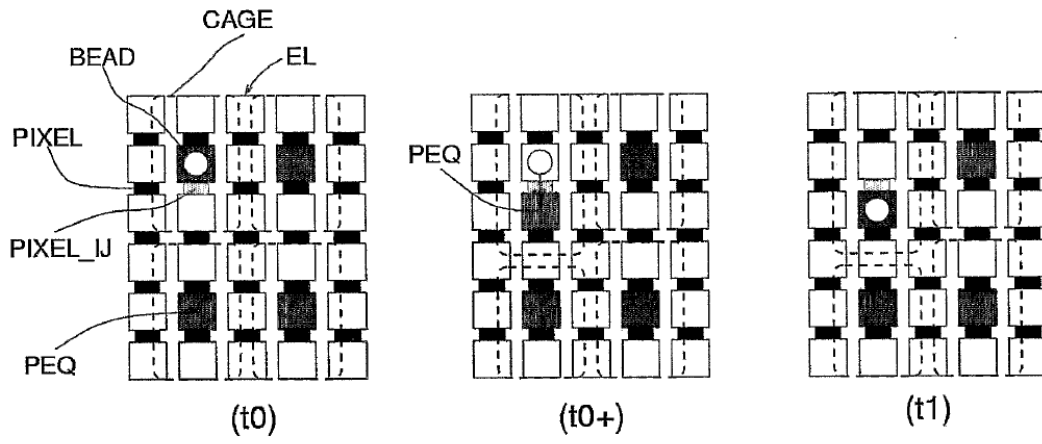 CAGE
BEAD
EL
PIXEL
PEQ
PIXEL_IJ
PEQ
(t0)
(t0+)
(t1)